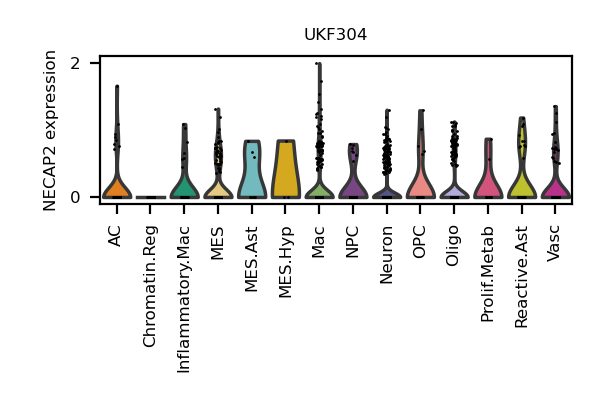 UKF304
NECAP2 expression
2
0
AC
Chromatin.Reg
Inflammatory.Mac
MES
MES.Ast
MES.Hyp
Mac
NPC
Neuron
OPC
Oligo
Prolif.Metab
Reactive.Ast
Vasc